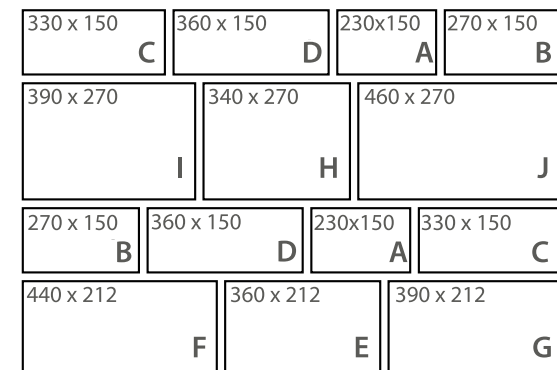 330 x 150 360 x 150 230x150 270 x 150
C D A B
390 x 270 340 x 270 460 x 270
I H J
270 x 150 360 x 150 230x150 330 x 150
B D A C
440 x 212 360 x 212 390 x 212
F E G